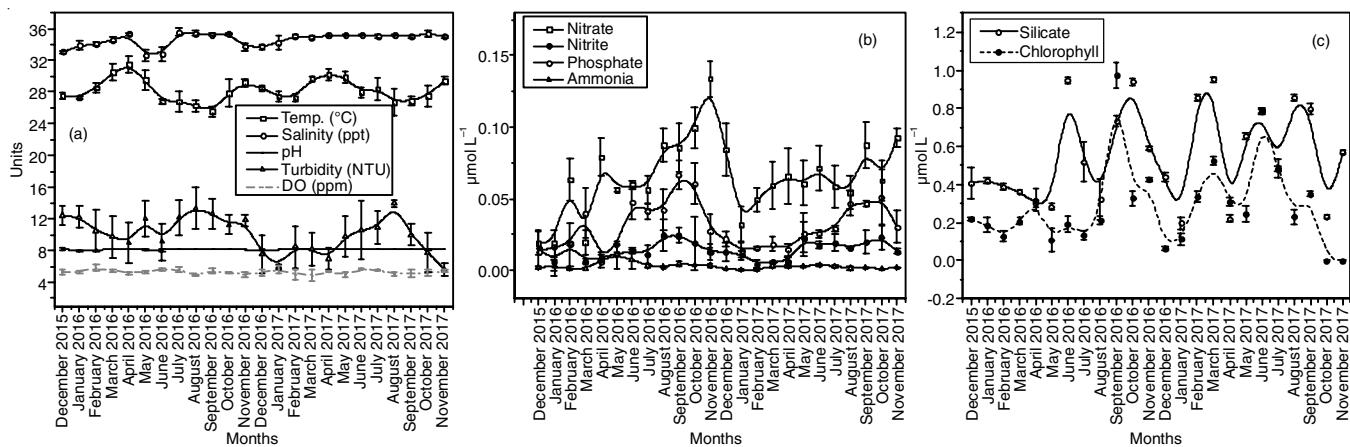 (a)
Units
36
32
28
24
20
16
12
8
4
Temp. (°C)
Salinity (ppt)
pH
Turbidity (NTU)
DO (ppm)
December 2015
January 2016
February 2016
March 2016
April 2016
May 2016
June 2016
July 2016
August 2016
September 2016
October 2016
November 2016
December 2016
January 2017
February 2017
March 2017
April 2017
May 2017
June 2017
July 2017
August 2017
September 2017
October 2017
November 2017
Months
(b)
µmol L–1
0.15
0.10
0.05
0.00
Nitrate
Nitrite
Phosphate
Ammonia
December 2015
January 2016
February 2016
March 2016
April 2016
May 2016
June 2016
July 2016
August 2016
September 2016
October 2016
November 2016
December 2016
January 2017
February 2017
March 2017
April 2017
May 2017
June 2017
July 2017
August 2017
September 2017
October 2017
November 2017
Months
(c)
µmol L–1
1.2
1.0
0.8
0.6
0.4
0.2
0.0
-0.2
Silicate
Chlorophyll
December 2015
January 2016
February 2016
March 2016
April 2016
May 2016
June 2016
July 2016
August 2016
September 2016
October 2016
November 2016
December 2016
January 2017
February 2017
March 2017
April 2017
May 2017
June 2017
July 2017
August 2017
September 2017
October 2017
November 2017
Months